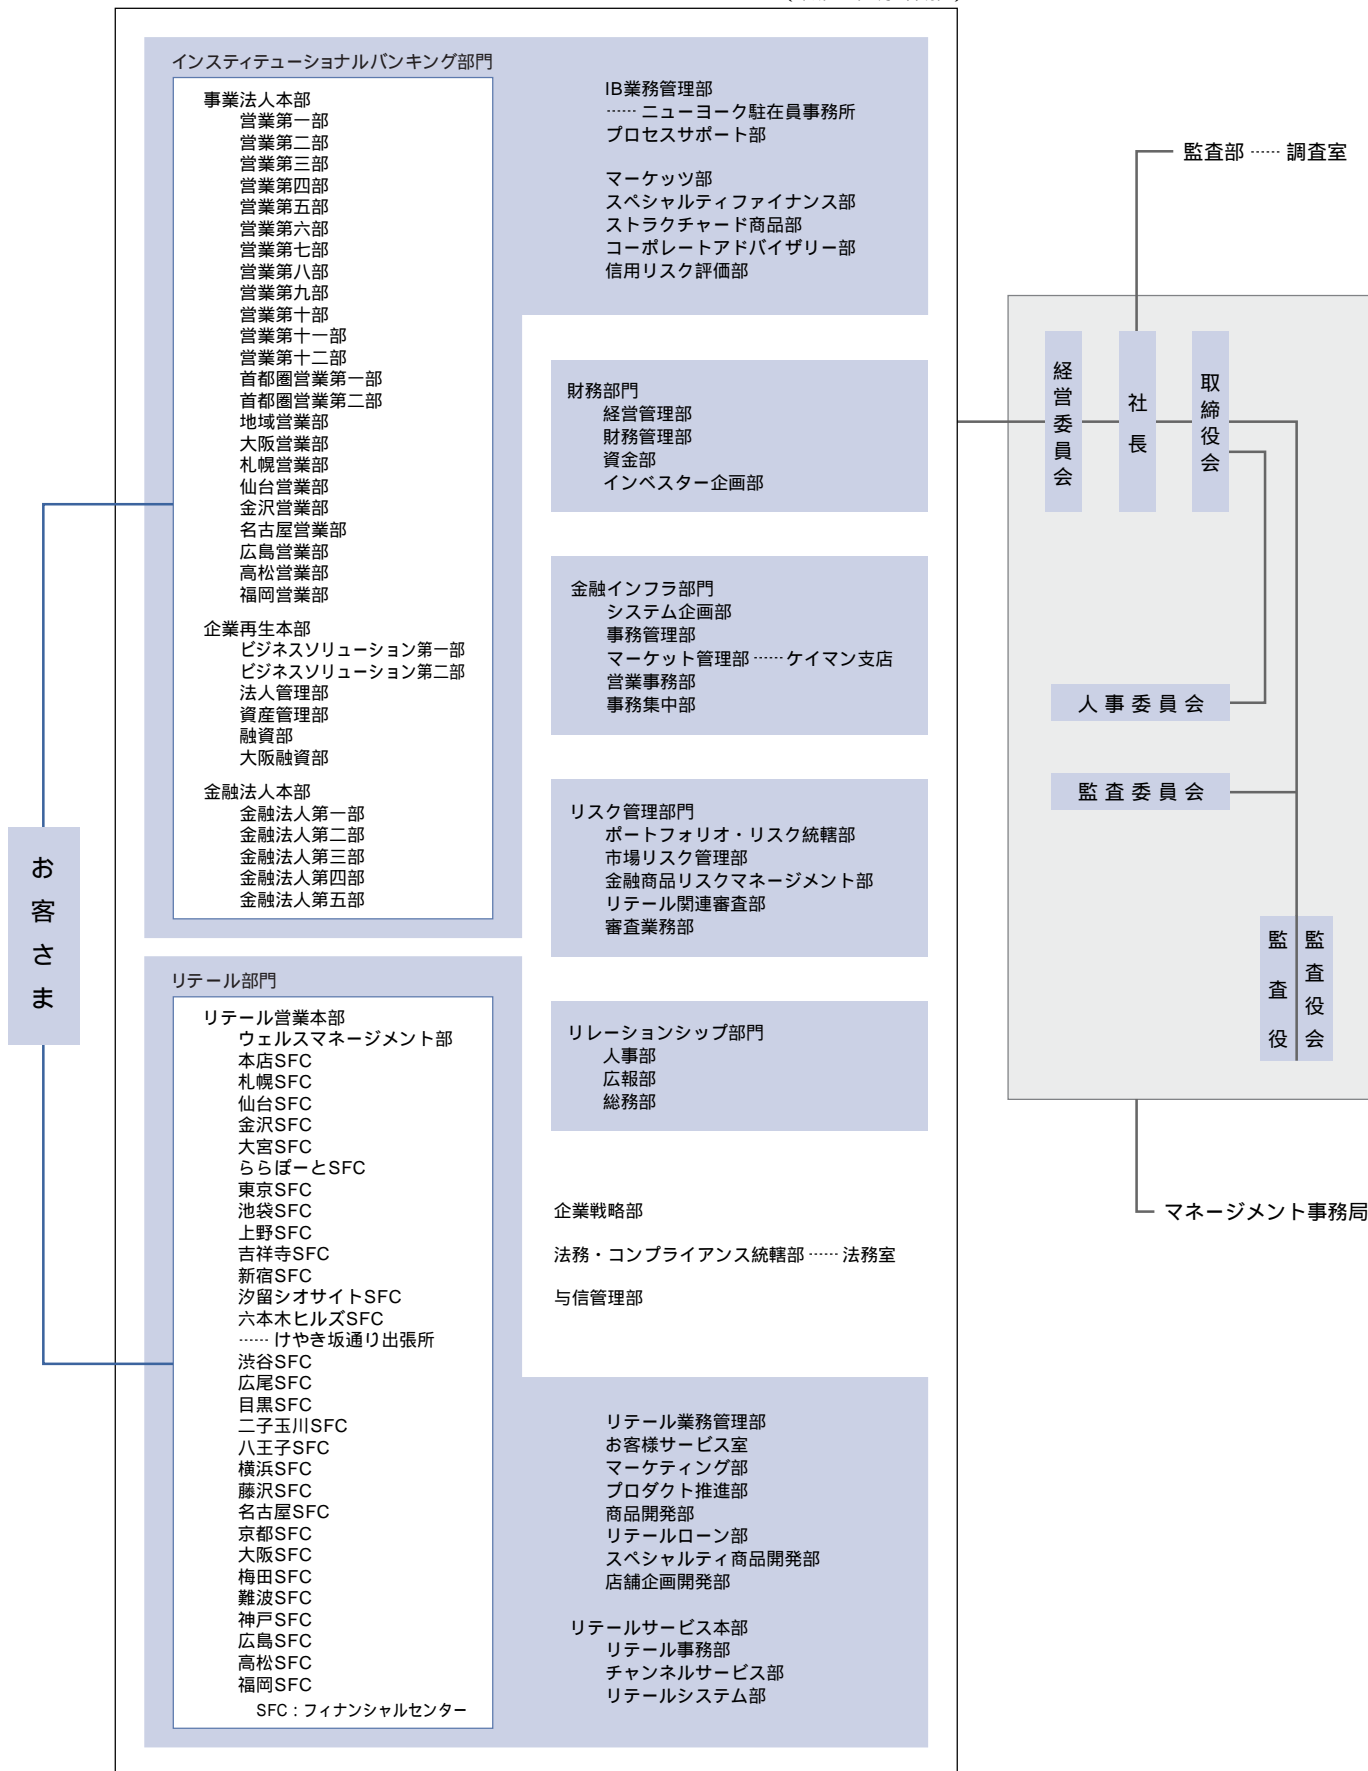 インスティテューショナルバンキング部門
事業法人本部
営業第一部
営業第二部
営業第三部
営業第四部
営業第五部
営業第六部
営業第七部
営業第八部
営業第九部
営業第十部
営業第十一部
営業第十二部
首都圏営業第一部
首都圏営業第二部
地域営業部
大阪営業部
札幌営業部
仙台営業部
金沢営業部
名古屋営業部
広島営業部
高松営業部
福岡営業部
企業再生本部
ビジネスソリューション第一部
ビジネスソリューション第二部
法人管理部
資産管理部
融資部
大阪融資部
金融法人本部
金融法人第一部
金融法人第二部
金融法人第三部
金融法人第四部
金融法人第五部
IB業務管理部
…… ニューヨーク駐在員事務所
プロセスサポート部
マーケッツ部
スペシャルティファイナンス部
ストラクチャード商品部
コーポレートアドバイザリー部
信用リスク評価部
財務部門
経営管理部
財務管理部
資金部
インベスター企画部
金融インフラ部門
システム企画部
事務管理部
マーケット管理部 …… ケイマン支店
営業事務部
事務集中部
リスク管理部門
ポートフォリオ・リスク統轄部
市場リスク管理部
金融商品リスクマネージメント部
リテール関連審査部
審査業務部
リレーションシップ部門
人事部
広報部
総務部
企業戦略部
法務・コンプライアンス統轄部 …… 法務室
与信管理部
リテール部門
リテール営業本部
ウェルスマネージメント部
本店SFC
札幌SFC
仙台SFC
金沢SFC
大宮SFC
ららぽーとSFC
東京SFC
池袋SFC
上野SFC
吉祥寺SFC
新宿SFC
汐留シオサイトSFC
六本木ヒルズSFC
…… けやき坂通り出張所
渋谷SFC
広尾SFC
目黒SFC
二子玉川SFC
八王子SFC
横浜SFC
藤沢SFC
名古屋SFC
京都SFC
大阪SFC
梅田SFC
難波SFC
神戸SFC
広島SFC
高松SFC
福岡SFC
SFC：フィナンシャルセンター
リテール業務管理部
お客様サービス室
マーケティング部
プロダクト推進部
商品開発部
リテールローン部
スペシャルティ商品開発部
店舗企画開発部
リテールサービス本部
リテール事務部
チャンネルサービス部
リテールシステム部
お客さま
監査部 …… 調査室
経営委員会
社長
取締役会
人事委員会
監査委員会
監査役
監査役会
マネージメント事務局